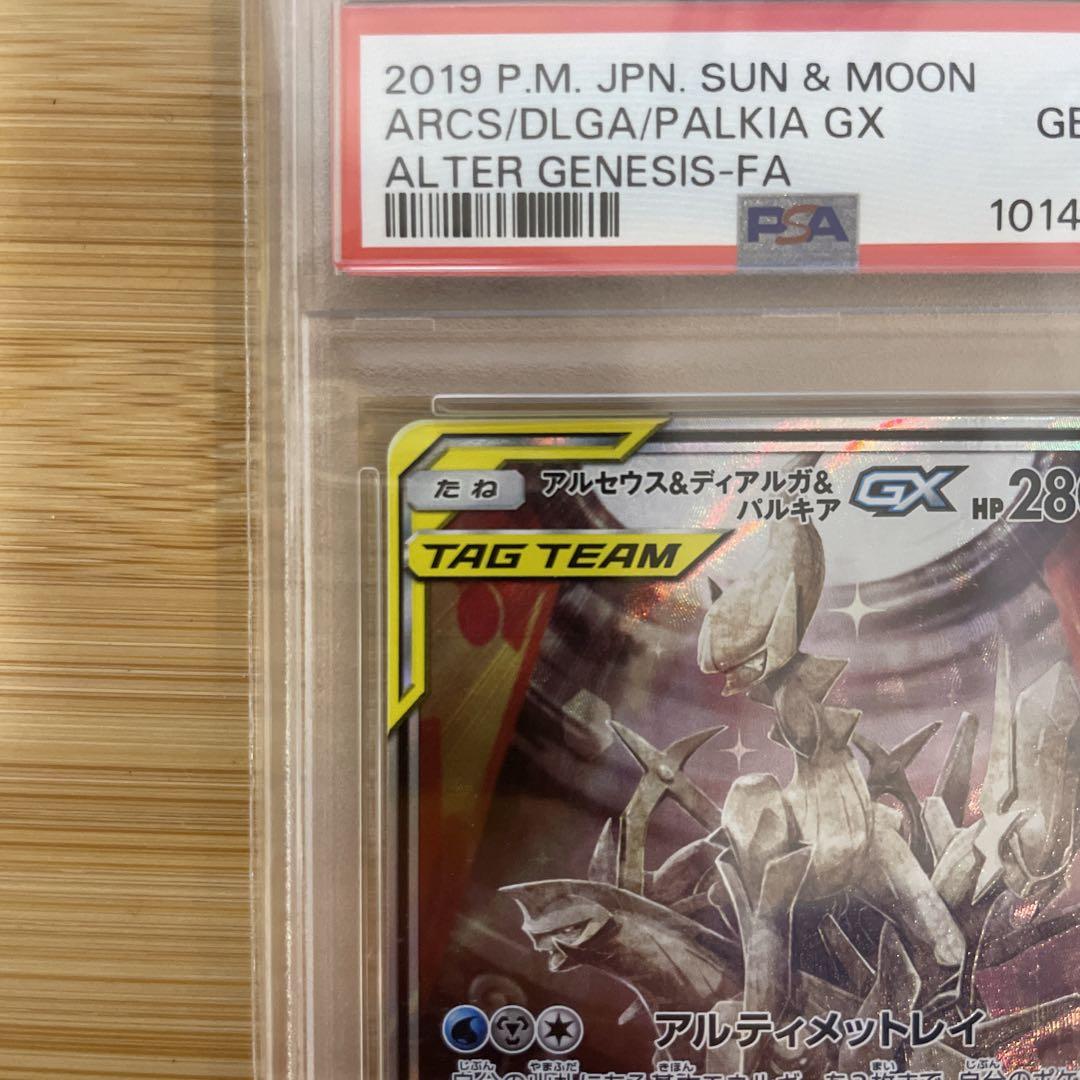 2019 P.M. JPN. SUN & MOON
ARCS/DLGA/PALKIA GX
ALTER GENESIS-FA
PSA
たね
アルセウス&ディアルガ&
パルキア
GX
HP
TAG TEAM
アルティメットレイ